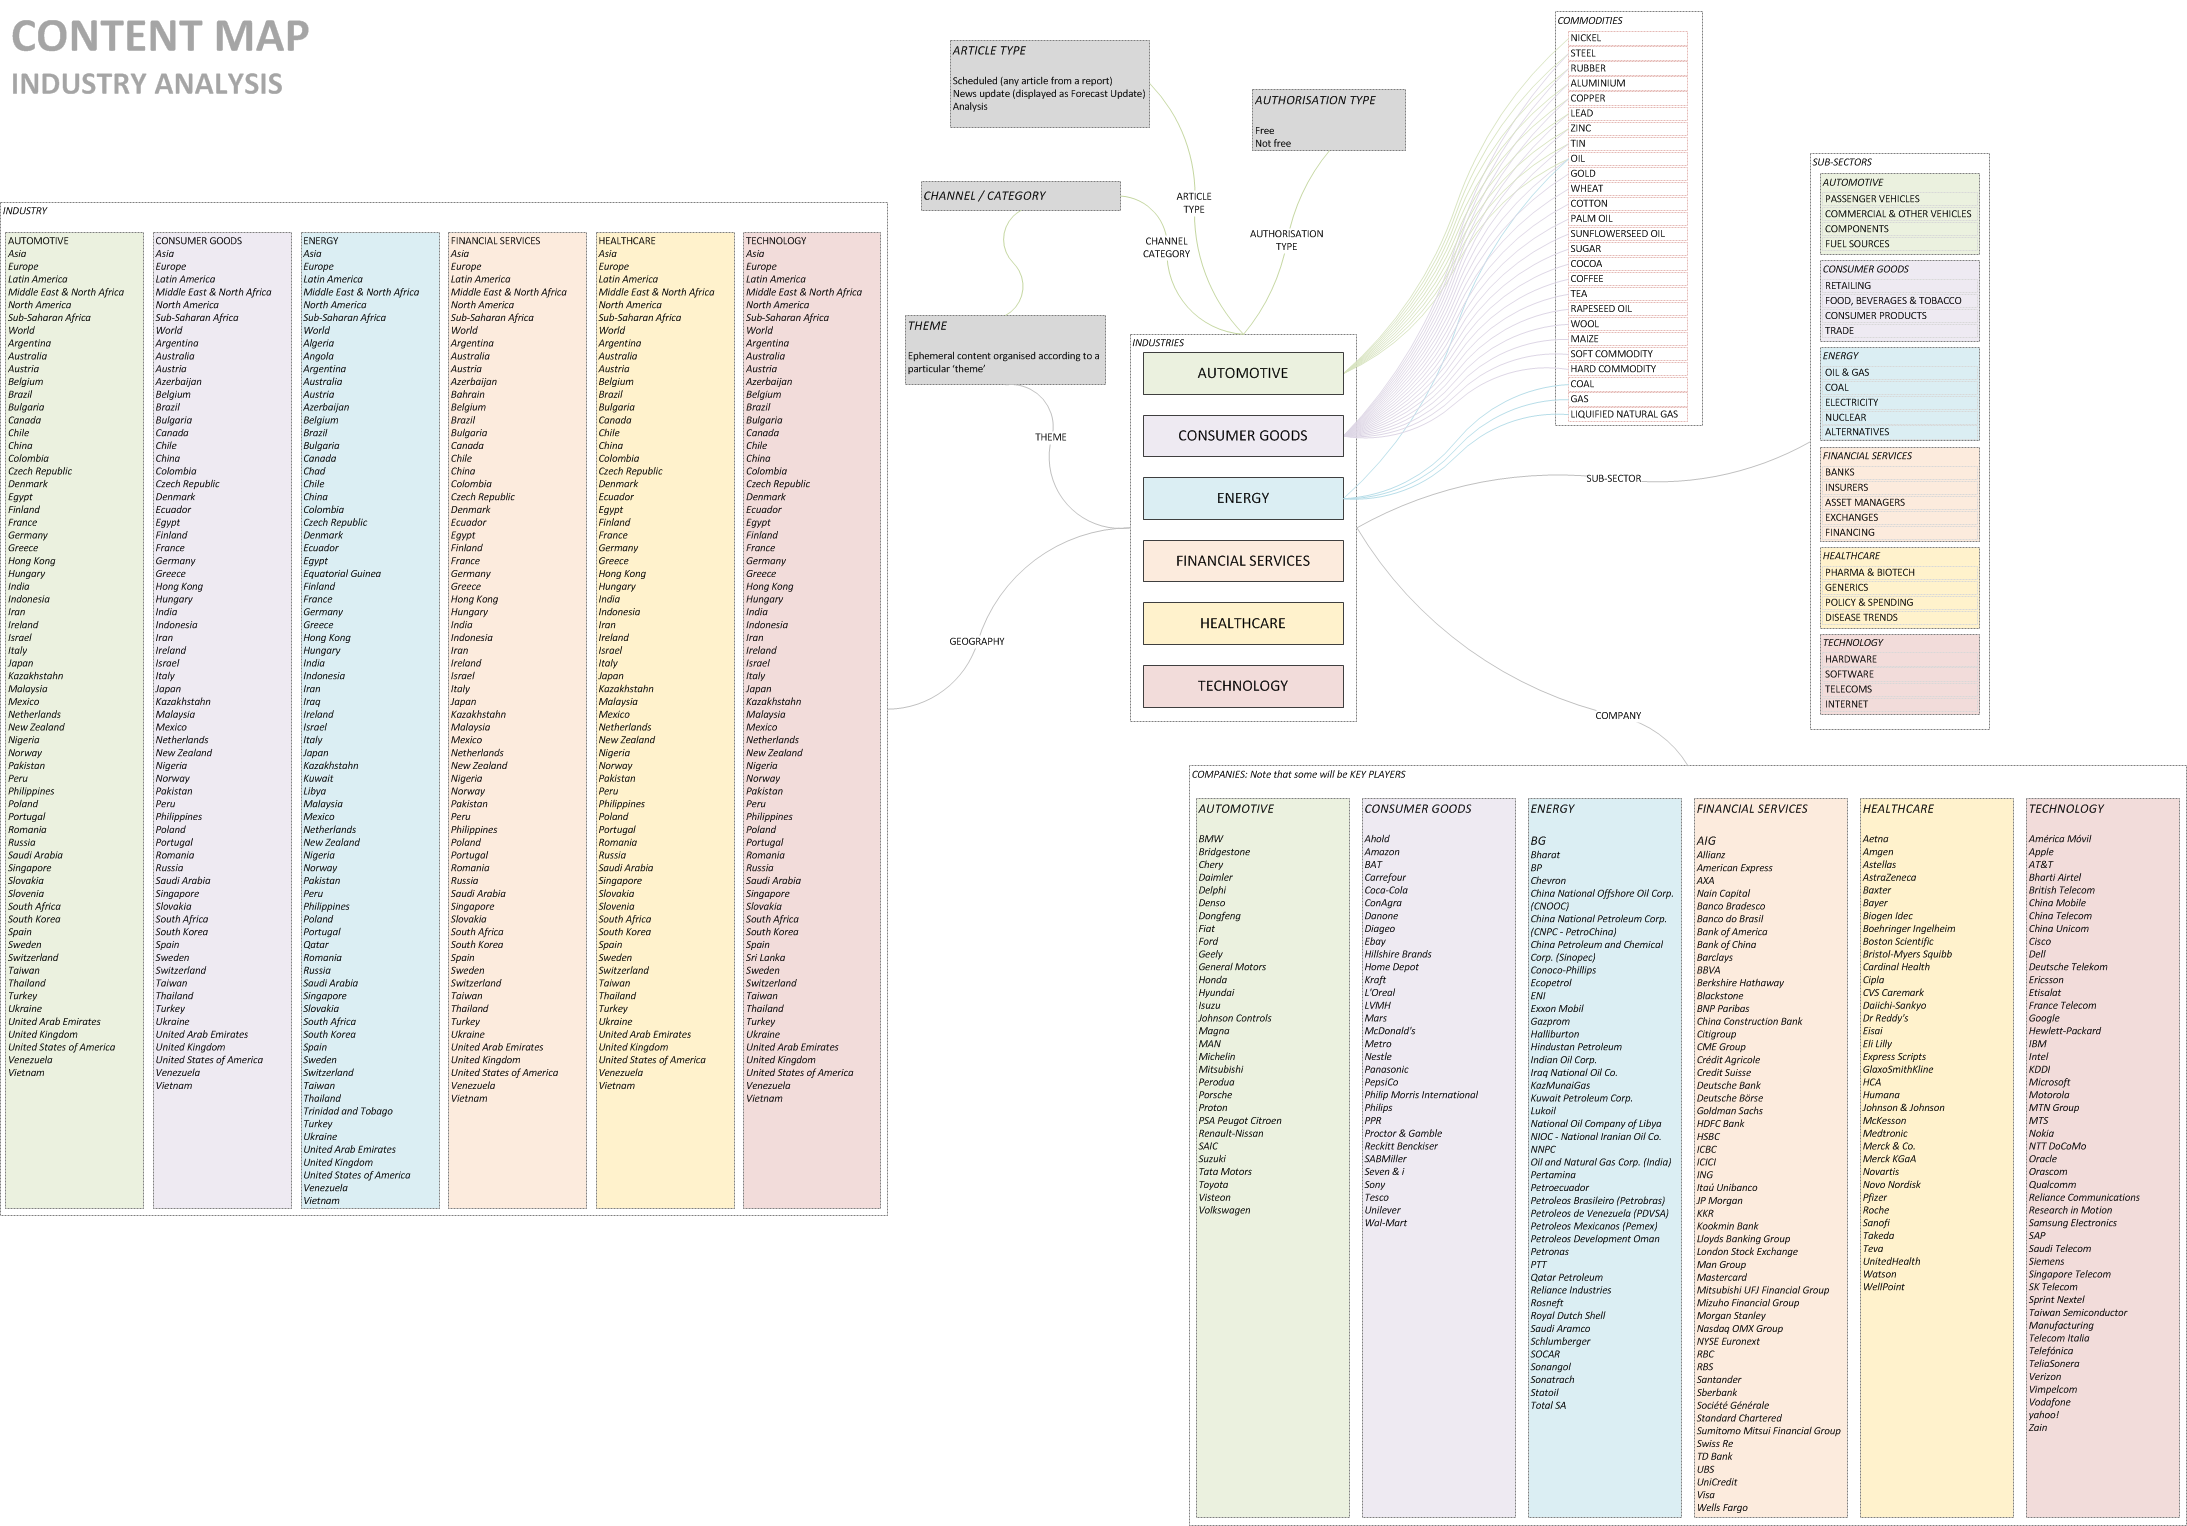 CONTENT MAP
INDUSTRY ANALYSIS
ARTICLE TYPE
Scheduled (any article from a report)
News update (displayed as Forecast Update)
Analysis
AUTHORISATION TYPE
Free
Not free
CHANNEL / CATEGORY
ARTICLE
TYPE
CHANNEL
CATEGORY
AUTHORISATION
TYPE
THEME
Ephemeral content organised according to a
particular ‘theme’
THEME
GEOGRAPHY
SUB-SECTOR
COMPANY
INDUSTRIES
AUTOMOTIVE
CONSUMER GOODS
ENERGY
FINANCIAL SERVICES
HEALTHCARE
TECHNOLOGY
COMMODITIES
NICKEL
STEEL
RUBBER
ALUMINIUM
COPPER
LEAD
ZINC
TIN
OIL
GOLD
WHEAT
COTTON
PALM OIL
SUNFLOWERSEED OIL
SUGAR
COCOA
COFFEE
TEA
RAPESEED OIL
WOOL
MAIZE
SOFT COMMODITY
HARD COMMODITY
COAL
GAS
LIQUIFIED NATURAL GAS
SUB-SECTORS
AUTOMOTIVE
PASSENGER VEHICLES
COMMERCIAL & OTHER VEHICLES
COMPONENTS
FUEL SOURCES
CONSUMER GOODS
RETAILING
FOOD, BEVERAGES & TOBACCO
CONSUMER PRODUCTS
TRADE
ENERGY
OIL & GAS
COAL
ELECTRICITY
NUCLEAR
ALTERNATIVES
FINANCIAL SERVICES
BANKS
INSURERS
ASSET MANAGERS
EXCHANGES
FINANCING
HEALTHCARE
PHARMA & BIOTECH
GENERICS
POLICY & SPENDING
DISEASE TRENDS
TECHNOLOGY
HARDWARE
SOFTWARE
TELECOMS
INTERNET
INDUSTRY
AUTOMOTIVE
Asia
Europe
Latin America
Middle East & North Africa
North America
Sub-Saharan Africa
World
Argentina
Australia
Austria
Belgium
Brazil
Bulgaria
Canada
Chile
China
Colombia
Czech Republic
Denmark
Egypt
Finland
France
Germany
Greece
Hong Kong
Hungary
India
Indonesia
Iran
Ireland
Israel
Italy
Japan
Kazakhstahn
Malaysia
Mexico
Netherlands
New Zealand
Nigeria
Norway
Pakistan
Peru
Philippines
Poland
Portugal
Romania
Russia
Saudi Arabia
Singapore
Slovakia
Slovenia
South Africa
South Korea
Spain
Sweden
Switzerland
Taiwan
Thailand
Turkey
Ukraine
United Arab Emirates
United Kingdom
United States of America
Venezuela
Vietnam
CONSUMER GOODS
Asia
Europe
Latin America
Middle East & North Africa
North America
Sub-Saharan Africa
World
Argentina
Australia
Austria
Azerbaijan
Belgium
Brazil
Bulgaria
Canada
Chile
China
Colombia
Czech Republic
Denmark
Ecuador
Egypt
Finland
France
Germany
Greece
Hong Kong
Hungary
India
Indonesia
Iran
Ireland
Israel
Italy
Japan
Kazakhstahn
Malaysia
Mexico
Netherlands
New Zealand
Nigeria
Norway
Pakistan
Peru
Philippines
Poland
Portugal
Romania
Russia
Saudi Arabia
Singapore
Slovakia
South Africa
South Korea
Spain
Sweden
Switzerland
Taiwan
Thailand
Turkey
Ukraine
United Arab Emirates
United Kingdom
United States of America
Venezuela
Vietnam
ENERGY
Asia
Europe
Latin America
Middle East & North Africa
North America
Sub-Saharan Africa
World
Algeria
Angola
Argentina
Australia
Austria
Azerbaijan
Belgium
Brazil
Bulgaria
Canada
Chad
Chile
China
Colombia
Czech Republic
Denmark
Ecuador
Egypt
Equatorial Guinea
Finland
France
Germany
Greece
Hong Kong
Hungary
India
Indonesia
Iran
Iraq
Ireland
Israel
Italy
Japan
Kazakhstahn
Kuwait
Libya
Malaysia
Mexico
Netherlands
New Zealand
Nigeria
Norway
Pakistan
Peru
Philippines
Poland
Portugal
Qatar
Romania
Russia
Saudi Arabia
Singapore
Slovakia
South Africa
South Korea
Spain
Sweden
Switzerland
Taiwan
Thailand
Trinidad and Tobago
Turkey
Ukraine
United Arab Emirates
United Kingdom
United States of America
Venezuela
Vietnam
FINANCIAL SERVICES
Asia
Europe
Latin America
Middle East & North Africa
North America
Sub-Saharan Africa
World
Argentina
Australia
Austria
Azerbaijan
Bahrain
Belgium
Brazil
Bulgaria
Canada
Chile
China
Colombia
Czech Republic
Denmark
Ecuador
Egypt
Finland
France
Germany
Greece
Hong Kong
Hungary
India
Indonesia
Iran
Ireland
Israel
Italy
Japan
Kazakhstahn
Malaysia
Mexico
Netherlands
New Zealand
Nigeria
Norway
Pakistan
Peru
Philippines
Poland
Portugal
Romania
Russia
Saudi Arabia
Singapore
Slovakia
South Africa
South Korea
Spain
Sweden
Switzerland
Taiwan
Thailand
Turkey
Ukraine
United Arab Emirates
United Kingdom
United States of America
Venezuela
Vietnam
HEALTHCARE
Asia
Europe
Latin America
Middle East & North Africa
North America
Sub-Saharan Africa
World
Argentina
Australia
Austria
Belgium
Brazil
Bulgaria
Canada
Chile
China
Colombia
Czech Republic
Denmark
Ecuador
Egypt
Finland
France
Germany
Greece
Hong Kong
Hungary
India
Indonesia
Iran
Ireland
Israel
Italy
Japan
Kazakhstahn
Malaysia
Mexico
Netherlands
New Zealand
Nigeria
Norway
Pakistan
Peru
Philippines
Poland
Portugal
Romania
Russia
Saudi Arabia
Singapore
Slovakia
Slovenia
South Africa
South Korea
Spain
Sweden
Switzerland
Taiwan
Thailand
Turkey
Ukraine
United Arab Emirates
United Kingdom
United States of America
Venezuela
Vietnam
TECHNOLOGY
Asia
Europe
Latin America
Middle East & North Africa
North America
Sub-Saharan Africa
World
Argentina
Australia
Austria
Azerbaijan
Belgium
Brazil
Bulgaria
Canada
Chile
China
Colombia
Czech Republic
Denmark
Ecuador
Egypt
Finland
France
Germany
Greece
Hong Kong
Hungary
India
Indonesia
Iran
Ireland
Israel
Italy
Japan
Kazakhstahn
Malaysia
Mexico
Netherlands
New Zealand
Nigeria
Norway
Pakistan
Peru
Philippines
Poland
Portugal
Romania
Russia
Saudi Arabia
Singapore
Slovakia
South Africa
South Korea
Spain
Sri Lanka
Sweden
Switzerland
Taiwan
Thailand
Turkey
Ukraine
United Arab Emirates
United Kingdom
United States of America
Venezuela
Vietnam
COMPANIES: Note that some will be KEY PLAYERS
AUTOMOTIVE
BMW
Bridgestone
Chery
Daimler
Delphi
Denso
Dongfeng
Fiat
Ford
Geely
General Motors
Honda
Hyundai
Isuzu
Johnson Controls
Magna
MAN
Michelin
Mitsubishi
Perodua
Porsche
Proton
PSA Peugot Citroen
Renault-Nissan
SAIC
Suzuki
Tata Motors
Toyota
Visteon
Volkswagen
CONSUMER GOODS
Ahold
Amazon
BAT
Carrefour
Coca-Cola
ConAgra
Danone
Diageo
Ebay
Hillshire Brands
Home Depot
Kraft
L'Oreal
LVMH
Mars
McDonald's
Metro
Nestle
Panasonic
PepsiCo
Philip Morris International
Philips
PPR
Proctor & Gamble
Reckitt Benckiser
SABMiller
Seven & i
Sony
Tesco
Unilever
Wal-Mart
ENERGY
BG
Bharat
BP
Chevron
China National Offshore Oil Corp.
(CNOOC)
China National Petroleum Corp.
(CNPC - PetroChina)
China Petroleum and Chemical
Corp. (Sinopec)
Conoco-Phillips
Ecopetrol
ENI
Exxon Mobil
Gazprom
Halliburton
Hindustan Petroleum
Indian Oil Corp.
Iraq National Oil Co.
KazMunaiGas
Kuwait Petroleum Corp.
Lukoil
National Oil Company of Libya
NIOC - National Iranian Oil Co.
NNPC
Oil and Natural Gas Corp. (India)
Pertamina
Petroecuador
Petroleos Brasileiro (Petrobras)
Petroleos de Venezuela (PDVSA)
Petroleos Mexicanos (Pemex)
Petroleos Development Oman
Petronas
PTT
Qatar Petroleum
Reliance Industries
Rosneft
Royal Dutch Shell
Saudi Aramco
Schlumberger
SOCAR
Sonangol
Sonatrach
Statoil
Total SA
FINANCIAL SERVICES
AIG
Allianz
American Express
AXA
Nain Capital
Banco Bradesco
Banco do Brasil
Bank of America
Bank of China
Barclays
BBVA
Berkshire Hathaway
Blackstone
BNP Paribas
China Construction Bank
Citigroup
CME Group
Crédit Agricole
Credit Suisse
Deutsche Bank
Deutsche Börse
Goldman Sachs
HDFC Bank
HSBC
ICBC
ICICI
ING
Itaú Unibanco
JP Morgan
KKR
Kookmin Bank
Lloyds Banking Group
London Stock Exchange
Man Group
Mastercard
Mitsubishi UFJ Financial Group
Mizuho Financial Group
Morgan Stanley
Nasdaq OMX Group
NYSE Euronext
RBC
RBS
Santander
Sberbank
Société Générale
Standard Chartered
Sumitomo Mitsui Financial Group
Swiss Re
TD Bank
UBS
UniCredit
Visa
Wells Fargo
HEALTHCARE
Aetna
Amgen
Astellas
AstraZeneca
Baxter
Bayer
Biogen Idec
Boehringer Ingelheim
Boston Scientific
Bristol-Myers Squibb
Cardinal Health
Cipla
CVS Caremark
Daiichi-Sankyo
Dr Reddy's
Eisai
Eli Lilly
Express Scripts
GlaxoSmithKline
HCA
Humana
Johnson & Johnson
McKesson
Medtronic
Merck & Co.
Merck KGaA
Novartis
Novo Nordisk
Pfizer
Roche
Sanofi
Takeda
Teva
UnitedHealth
Watson
WellPoint
TECHNOLOGY
América Móvil
Apple
AT&T
Bharti Airtel
British Telecom
China Mobile
China Telecom
China Unicom
Cisco
Dell
Deutsche Telekom
Ericsson
Etisalat
France Telecom
Google
Hewlett-Packard
IBM
Intel
KDDI
Microsoft
Motorola
MTN Group
MTS
Nokia
NTT DoCoMo
Oracle
Orascom
Qualcomm
Reliance Communications
Research in Motion
Samsung Electronics
SAP
Saudi Telecom
Siemens
Singapore Telecom
SK Telecom
Sprint Nextel
Taiwan Semiconductor
Manufacturing
Telecom Italia
Telefónica
TeliaSonera
Verizon
Vimpelcom
Vodafone
yahoo!
Zain